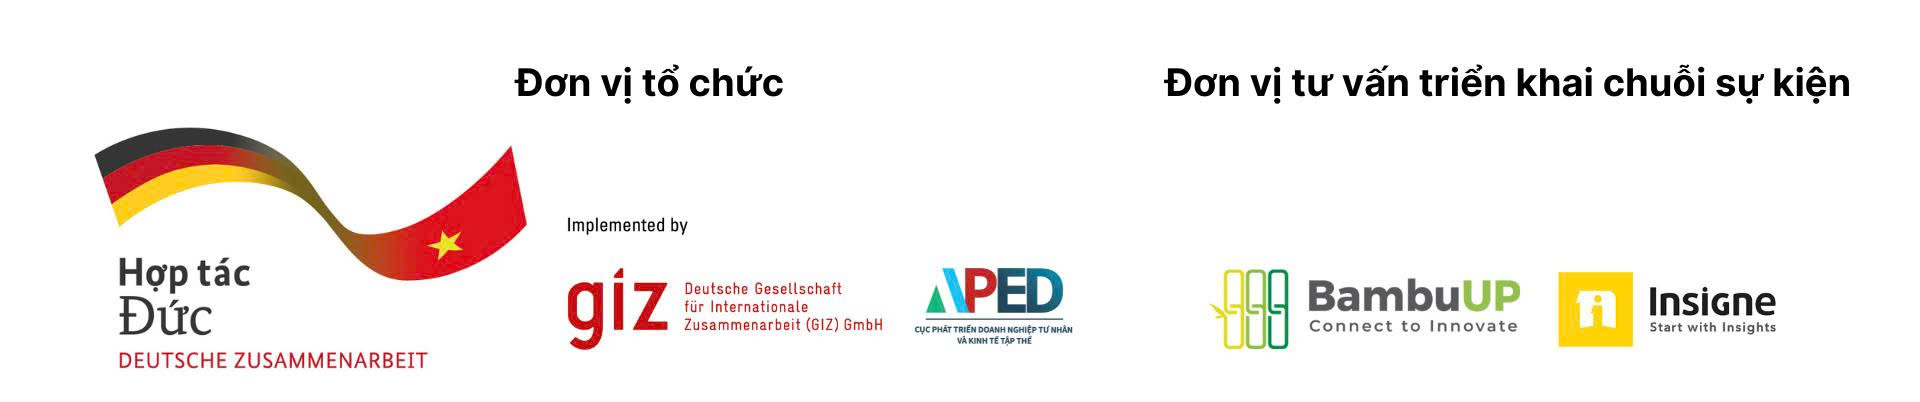 Đơn vị tổ chức
Đơn vị tư vấn triển khai chuỗi sự kiện
Hợp tác
Đức
DEUTSCHE ZUSAMMENARBEIT
Implemented by
giz
Deutsche Gesellschaft
für Internationale
Zusammenarbeit (GIZ) GmbH
APED
CỤC PHÁT TRIỂN DOANH NGHIỆP TƯ NHÂN
VÀ KINH TẾ TẬP THỂ
BambuUP
Connect to Innovate
Insigne
Start with Insights